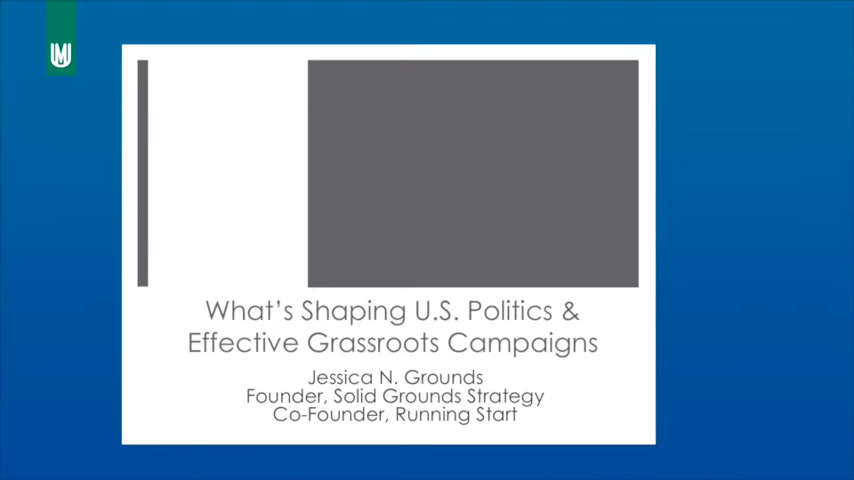 What's Shaping U.S. Politics &
Effective Grassroots Campaigns
Jessica N. Grounds
Founder, Solid Grounds Strategy
Co-Founder, Running Start